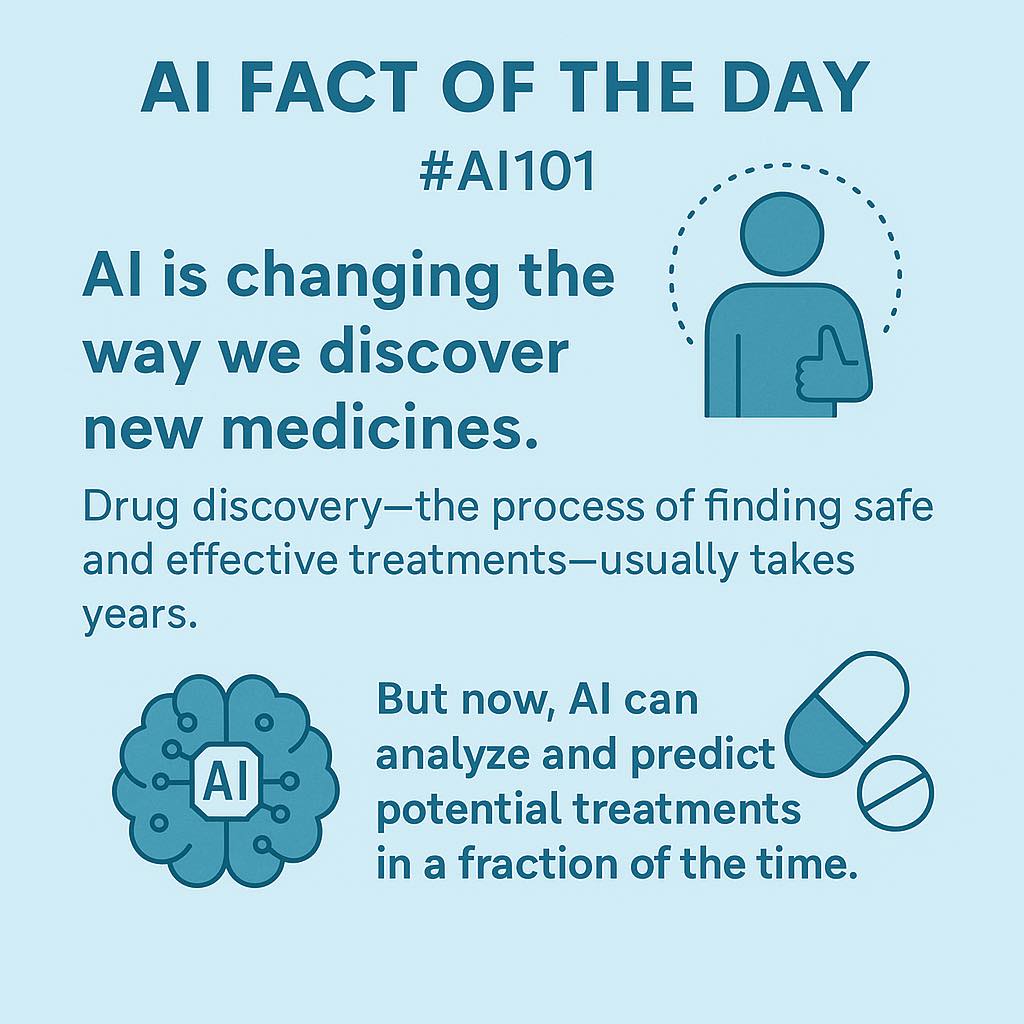 AI FACT OF THE DAY
#AI101
AI is changing the
way we discover
new medicines.
Drug discovery—the process of finding safe
and effective treatments—usually takes
years.
AI
But now, AI can
analyze and predict
potential treatments
in a fraction of the time.